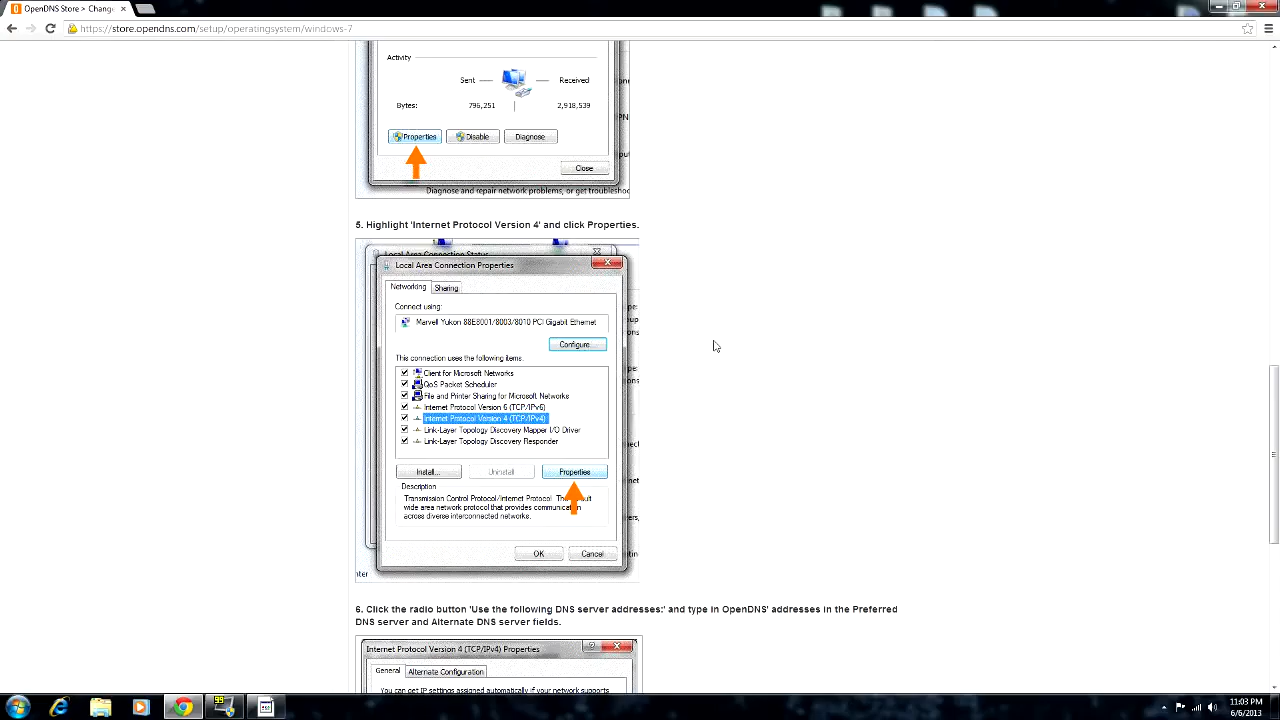 OpenDNS Store > Chang
https://store.opendns.com/setup/operatingsystem/windows-7
Activity
Sent
Received
Bytes:
796,251
2,918,539
Properties
Disable
Diagnose
Close
Diagnose and repair network problems, or get troubleshoo
5. Highlight 'Internet Protocol Version 4' and click Properties.
Local Area Connection Status
Local Area Connection Properties
Networking
Sharing
Connect using:
Marvell Yukon 88E8001/8003/8010 PCI Gigabit Ethernet
Configure...
This connection uses the following items:
Client for Microsoft Networks
QoS Packet Scheduler
File and Printer Sharing for Microsoft Networks
Internet Protocol Version 6 (TCP/IPv6)
Internet Protocol Version 4 (TCP/IPv4)
Link-Layer Topology Discovery Mapper I/O Driver
Link-Layer Topology Discovery Responder
Install...
Uninstall
Properties
Description
Transmission Control Protocol/Internet Protocol. The
wide area network protocol that provides communication
across diverse interconnected networks.
OK
Cancel
nter
6. Click the radio button 'Use the following DNS server addresses:' and type in OpenDNS' addresses in the Preferred
DNS server and Alternate DNS server fields.
Internet Protocol Version 4 (TCP/IPv4) Properties
General
Alternate Configuration
You can get IP settings assigned automatically if your network supports
99
11:03 PM
6/6/2013